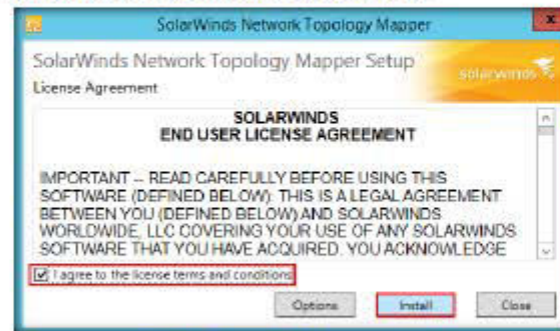 SolarWinds Network Topology Mapper
x
SolarWinds Network Topology Mapper Setup
solarwinds
License Agreement
SOLARWINDS
END USER LICENSE AGREEMENT
IMPORTANT -- READ CAREFULLY BEFORE USING THIS
SOFTWARE (DEFINED BELOW): THIS IS A LEGAL AGREEMENT
BETWEEN YOU (DEFINED BELOW) AND SOLARWINDS
WORLDWIDE, LLC COVERING YOUR USE OF ANY SOLARWINDS
SOFTWARE THAT YOU HAVE ACQUIRED. YOU ACKNOWLEDGE
I agree to the license terms and conditions
Options Install Close